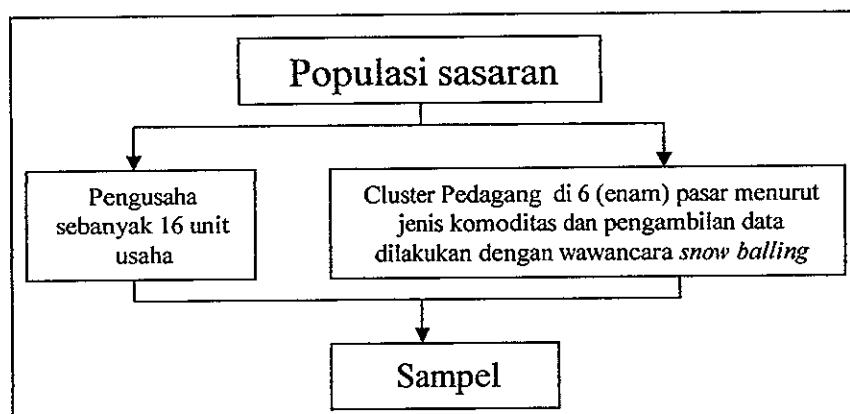 Populasi sasaran
Pengusaha
sebanyak 16 unit
usaha
Cluster Pedagang di 6 (enam) pasar menurut
jenis komoditas dan pengambilan data
dilakukan dengan wawancara snow balling
Sampel